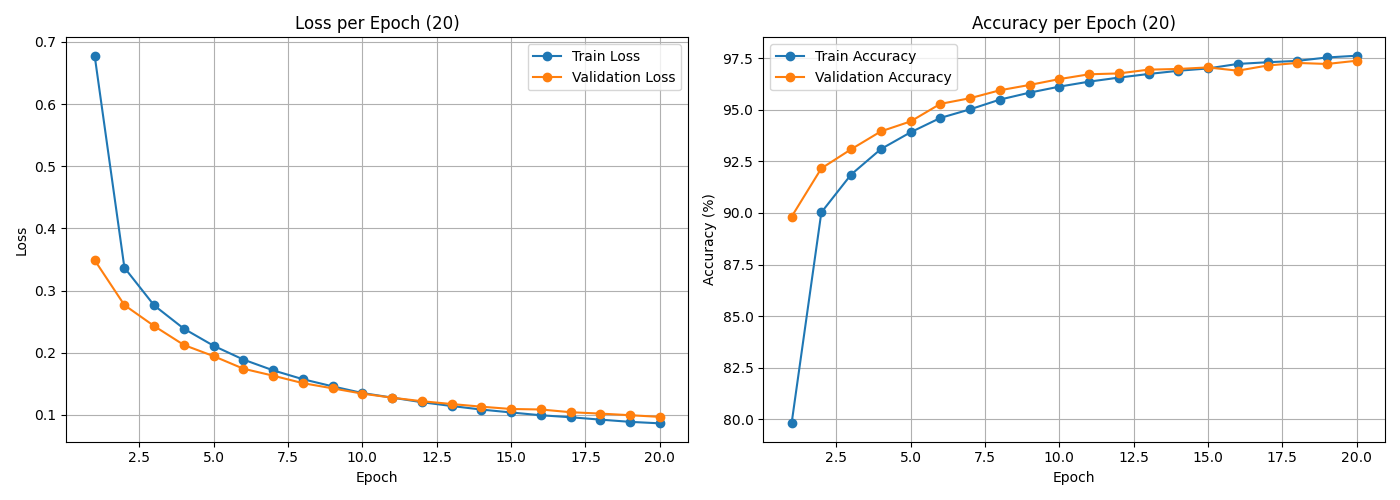 Loss per Epoch (20)
0.7
0.6
0.5
0.4
0.3
0.2
0.1
Loss
Train Loss
Validation Loss
2.5 5.0 7.5 10.0 12.5 15.0 17.5 20.0
Epoch
Accuracy per Epoch (20)
97.5
95.0
92.5
90.0
87.5
85.0
82.5
80.0
Accuracy (%)
Train Accuracy
Validation Accuracy
2.5 5.0 7.5 10.0 12.5 15.0 17.5 20.0
Epoch